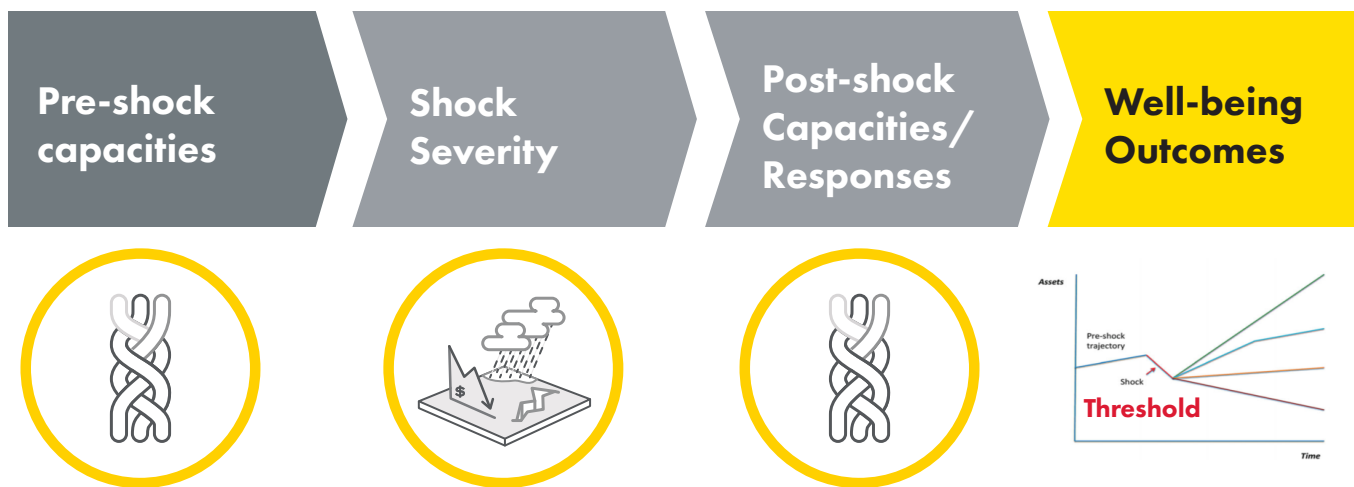 Pre-shock
capacities
Shock
Severity
Post-shock
Capacities/
Responses
Well-being
Outcomes
$
Assets
Pre-shock
trajectory
Shock
Threshold
Time